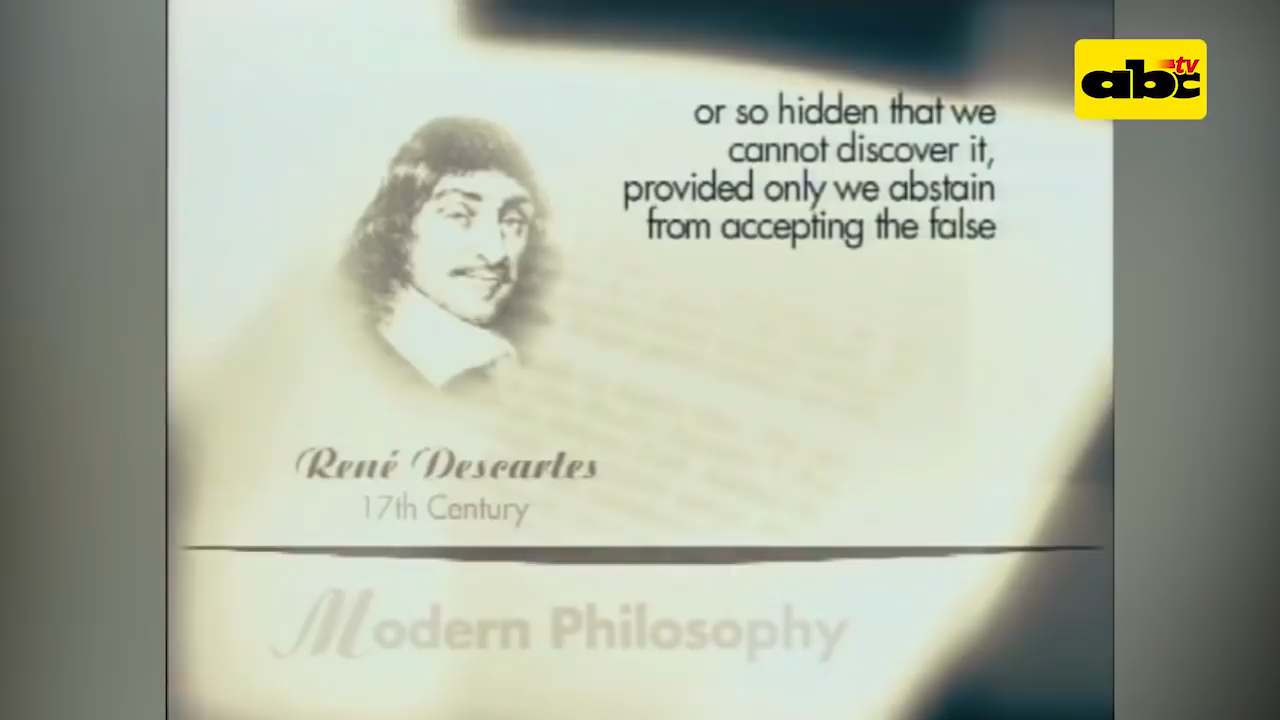 abc tv
or so hidden that we
cannot discover it,
provided only we abstain
from accepting the false
René Descartes
17th Century
Modern Philosophy